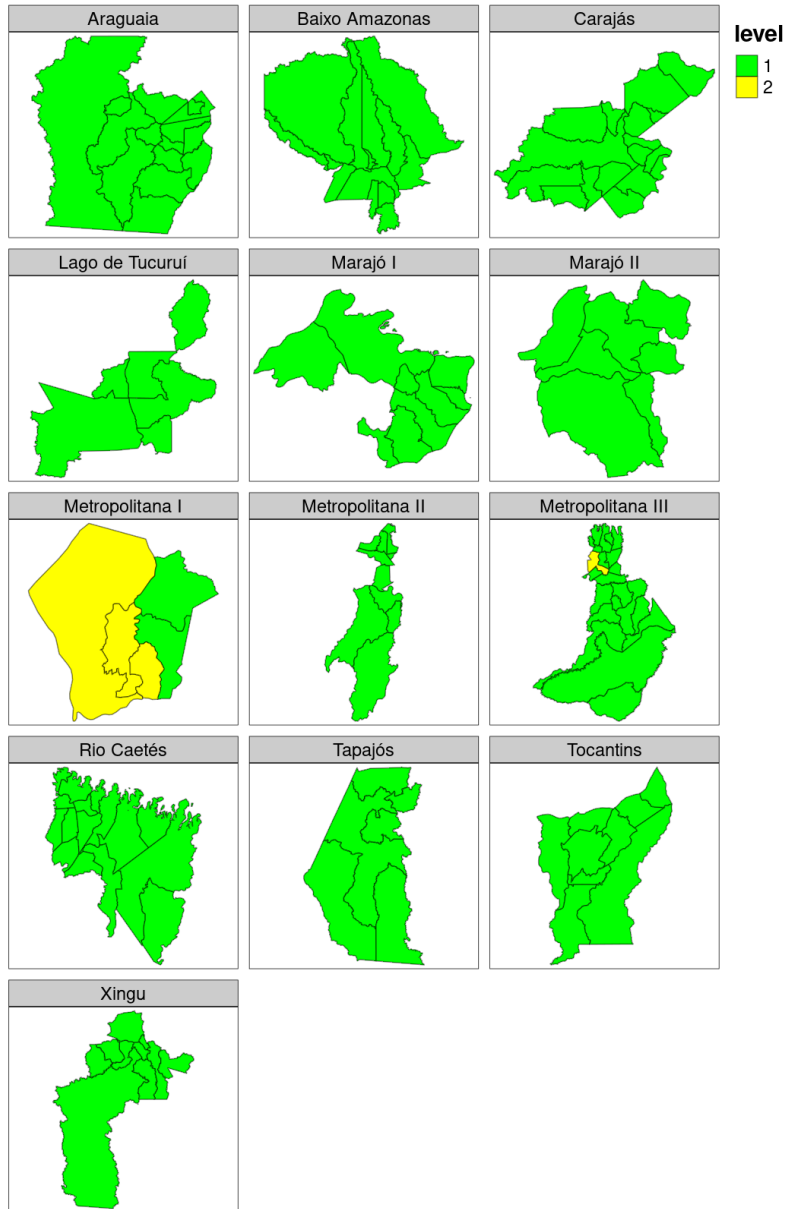 Araguaia
Baixo Amazonas
Carajás
level
1
2
Lago de Tucuruí
Marajó I
Marajó II
Metropolitana I
Metropolitana II
Metropolitana III
Rio Caetés
Tapajós
Tocantins
Xingu